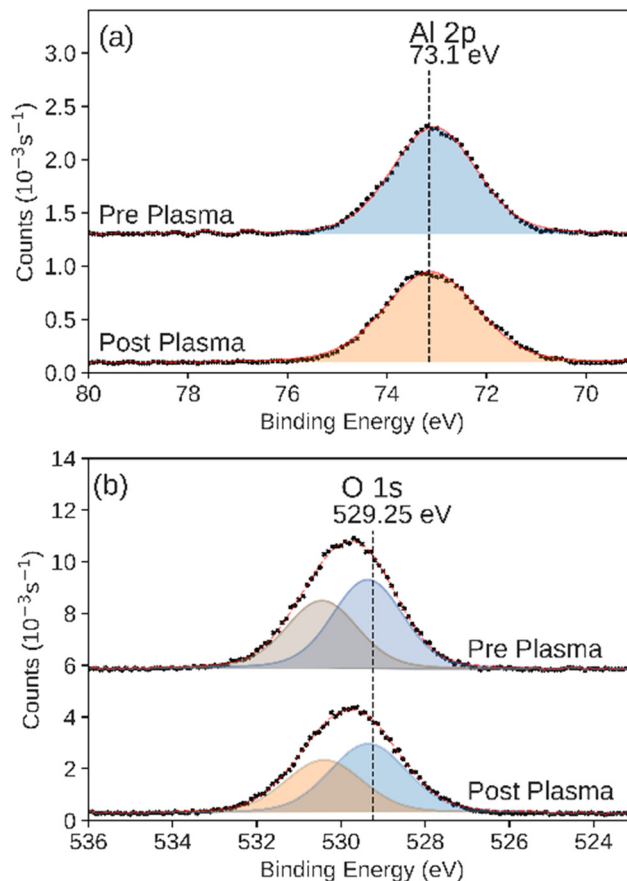 (a)
Al 2p
73.1 eV
3.0
2.5
2.0
1.5
1.0
0.5
0.0
Counts (10⁻³s⁻¹)
Pre Plasma
Post Plasma
80 78 76 74 72 70
Binding Energy (eV)
(b)
O 1s
529.25 eV
14
12
10
8
6
4
2
0
Counts (10⁻³s⁻¹)
Pre Plasma
Post Plasma
536 534 532 530 528 526 524
Binding Energy (eV)